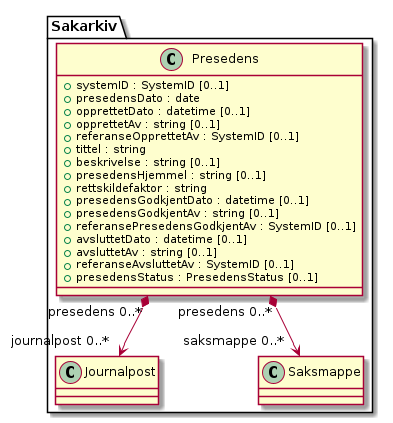 Sakarkiv
C Presedens
systemID : SystemID [0..1]
presedensDato : date
opprettetDato : datetime [0..1]
opprettetAv : string [0..1]
referanseOpprettetAv : SystemID [0..1]
tittel : string
beskrivelse : string [0..1]
presedensHjemmel : string [0..1]
rettskildefaktor : string
presedensGodkjentDato : datetime [0..1]
presedensGodkjentAv : string [0..1]
referansePresedensGodkjentAv : SystemID [0..1]
avsluttetDato : datetime [0..1]
avsluttetAv : string [0..1]
referanseAvsluttetAv : SystemID [0..1]
presedensStatus : PresedensStatus [0..1]
presedens 0..* presedens 0..*
journalpost 0..* saksmappe 0..*
C Journalpost C Saksmappe